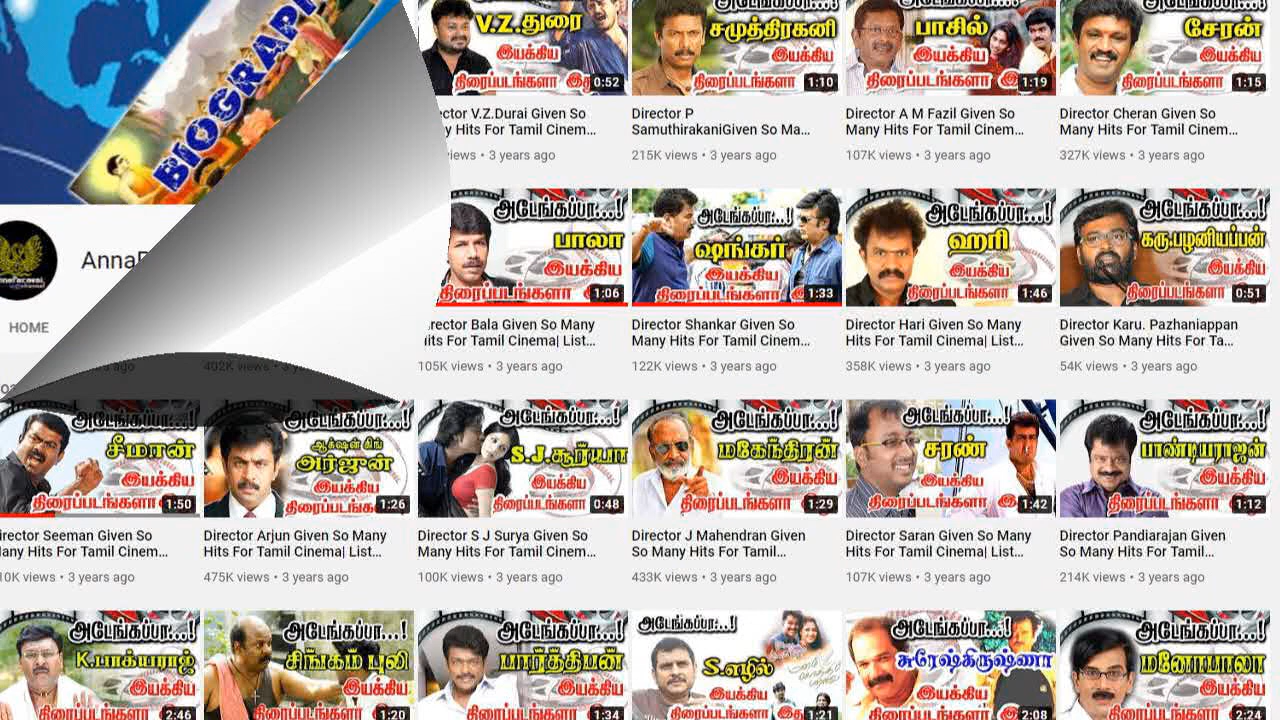 BIOGRAPH
V.Z.துரை
இயக்கிய
திரைப்படங்களா
0:52
சமுத்திரகனி
இயக்கிய
திரைப்படங்களா
1:10
பாசில்
இயக்கிய
திரைப்படங்களா
1:19
சேரன்
இயக்கிய
திரைப்படங்களா
1:15
ector V.Z.Durai Given So
y Hits For Tamil Cinem...
iews • 3 years ago
Director P
SamuthirakaniGiven So Ma...
215K views • 3 years ago
Director A M Fazil Given So
Many Hits For Tamil Cinem...
107K views • 3 years ago
Director Cheran Given So
Many Hits For Tamil Cinem...
327K views • 3 years ago
HOME
அடேங்கப்பா...!
பாலா
இயக்கிய
திரைப்படங்களா
1:06
அடேங்கப்பா...!
ஷங்கர்
இயக்கிய
திரைப்படங்களா
1:33
அடேங்கப்பா...!
ஹரி
இயக்கிய
திரைப்படங்களா
1:46
அடேங்கப்பா...!
கரு.பழனியப்பன்
இயக்கிய
திரைப்படங்களா
0:51
irector Bala Given So Many
Hits For Tamil Cinema| List...
105K views • 3 years ago
Director Shankar Given So
Many Hits For Tamil Cinem...
122K views • 3 years ago
Director Hari Given So Many
Hits For Tamil Cinema| List...
358K views • 3 years ago
Director Karu. Pazhaniappan
Given So Many Hits For Ta...
54K views • 3 years ago
ago
402K views • 3 y
அடேங்கப்பா...!
சீமான்
இயக்கிய
திரைப்படங்களா
1:50
அடேங்கப்பா...!
ஆக்ஷன் கிங்
அர்ஜுன்
இயக்கிய
திரைப்படங்களா
1:26
அடேங்கப்பா...!
S.J.சூர்யா
இயக்கிய
திரைப்படங்களா
0:48
அடேங்கப்பா...!
மகேந்திரன்
இயக்கிய
திரைப்படங்களா
1:29
அடேங்கப்பா...!
சரண்
இயக்கிய
திரைப்படங்களா
1:42
அடேங்கப்பா...!
பாண்டியராஜன்
இயக்கிய
திரைப்படங்களா
1:12
irector Seeman Given So
any Hits For Tamil Cinem...
10K views • 3 years ago
Director Arjun Given So Many
Hits For Tamil Cinema| List...
475K views • 3 years ago
Director S J Surya Given So
Many Hits For Tamil Cinem...
100K views • 3 years ago
Director J Mahendran Given
So Many Hits For Tamil...
433K views • 3 years ago
Director Saran Given So Many
Hits For Tamil Cinema| List...
107K views • 3 years ago
Director Pandiarajan Given
So Many Hits For Tamil...
214K views • 3 years ago
அடேங்கப்பா...!
K.பாக்யராஜ்
இயக்கிய
திரைப்படங்களா
2:46
அடேங்கப்பா...!
சிங்கம் புலி
இயக்கிய
திரைப்படங்களா
1:20
அடேங்கப்பா...!
பார்த்திபன்
இயக்கிய
திரைப்படங்களா
1:34
அடேங்கப்பா...!
S.எழில்
இயக்கிய
திரைப்படங்களா
1:21
அடேங்கப்பா...!
சுரேஷ்கிருஷ்ணா
இயக்கிய
திரைப்படங்களா
2:08
அடேங்கப்பா...!
மனோபாலா
இயக்கிய
திரைப்படங்களா
2:24